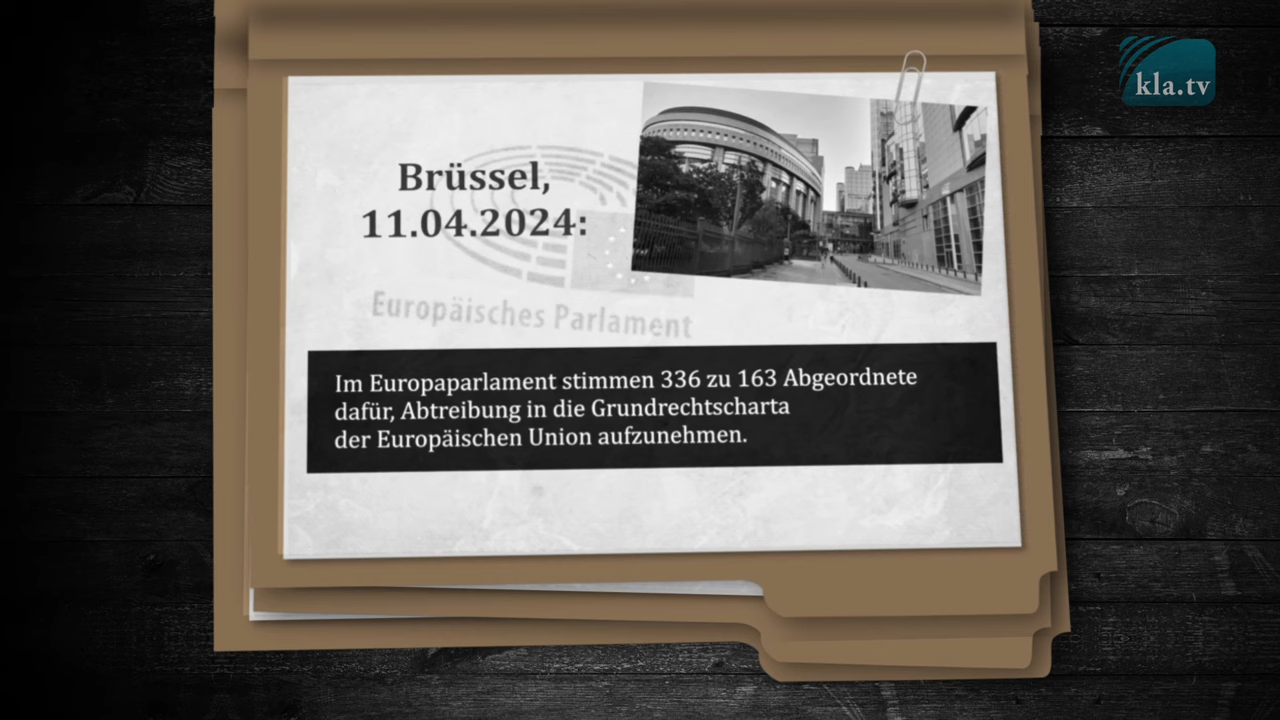 kla.tv
Brüssel,
11.04.2024:
Europäisches Parlament
Im Europaparlament stimmen 336 zu 163 Abgeordnete
dafür, Abtreibung in die Grundrechtscharta
der Europäischen Union aufzunehmen.